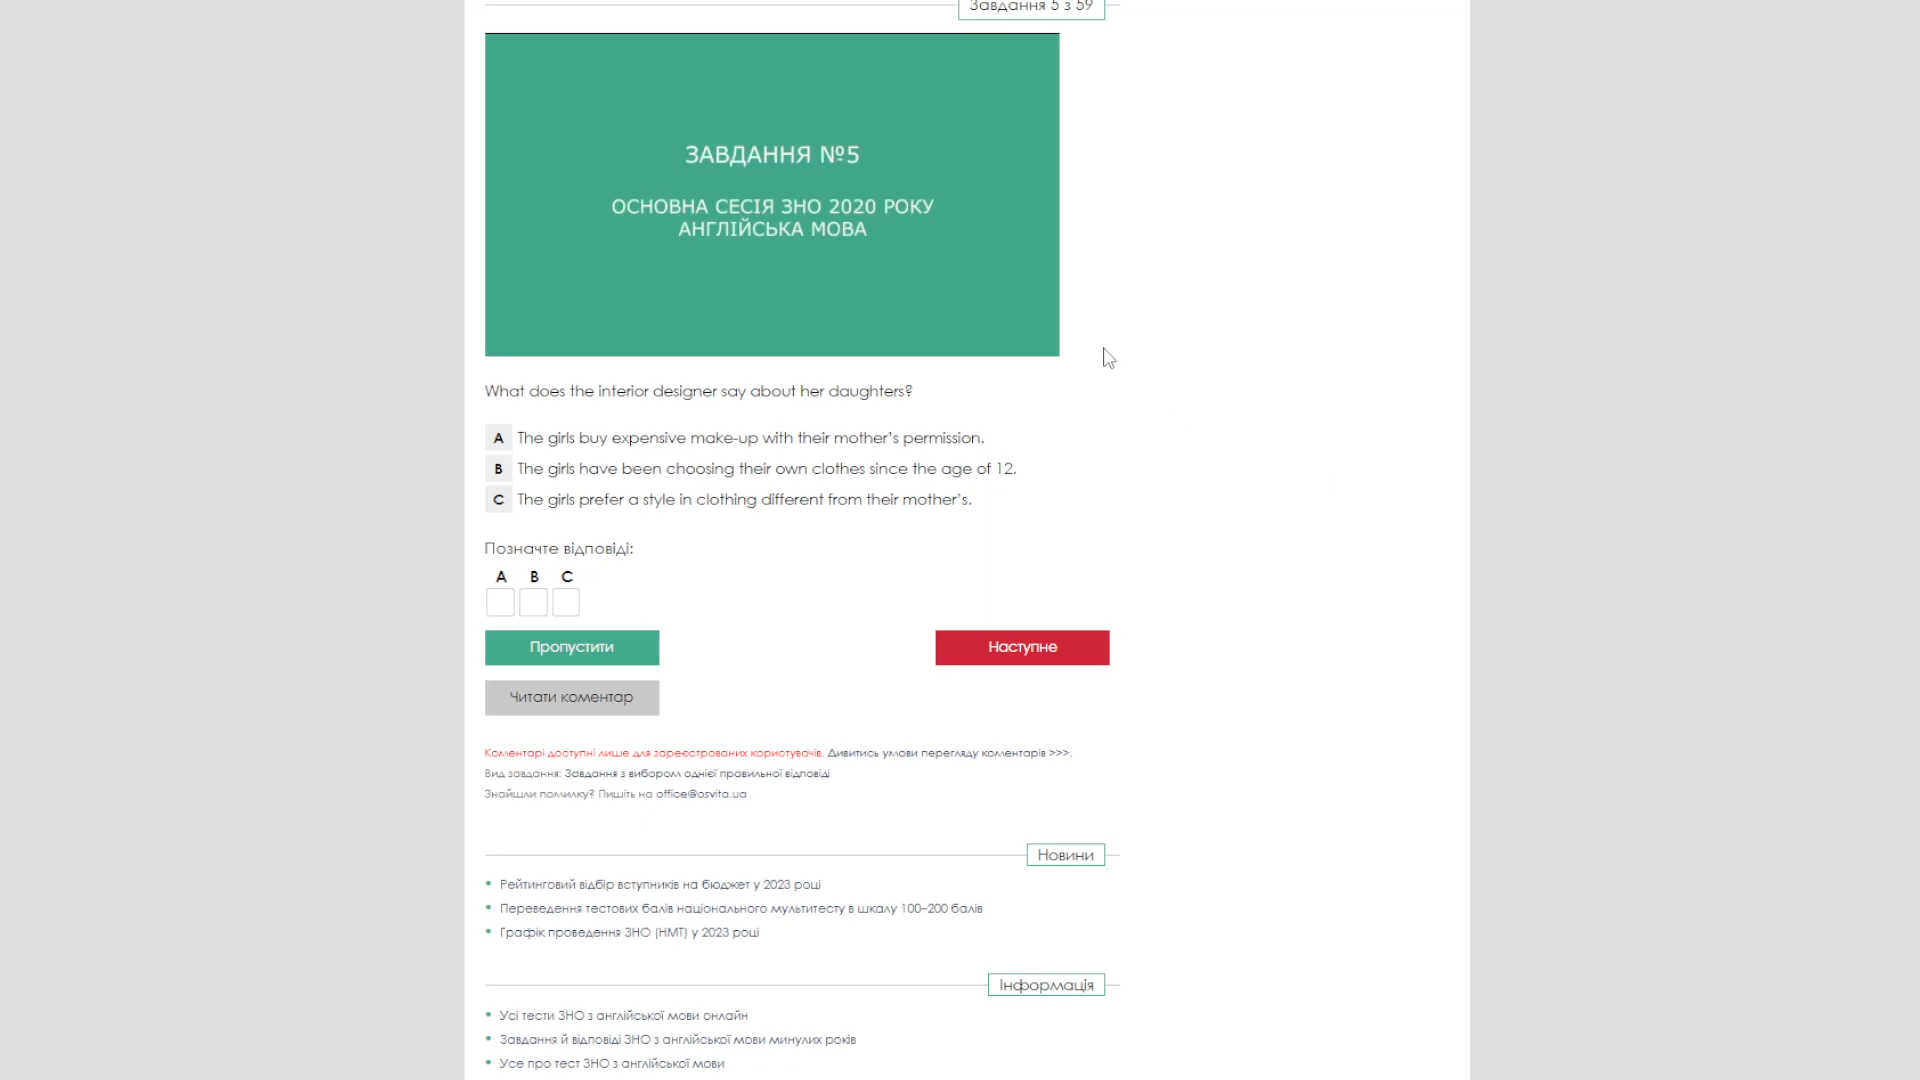 Завдання 5 з 59
ЗАВДАННЯ №5
ОСНОВНА СЕСІЯ ЗНО 2020 РОКУ
АНГЛІЙСЬКА МОВА
What does the interior designer say about her daughters?
A The girls buy expensive make-up with their mother's permission.
B The girls have been choosing their own clothes since the age of 12.
C The girls prefer a style in clothing different from their mother's.
Позначте відповіді:
A B C
Пропустити
Наступне
Читати коментар
Коментарі доступні лише для зареєстрованих користувачів. Дивитись умови перегляду коментарів >>>.
Вид завдання: Завдання з вибором однієї правильної відповіді
Знайшли помилку? Пишіть на office@osvita.ua
Новини
• Рейтинговий відбір вступників на бюджет у 2023 році
• Переведення тестових балів національного мультитесту в шкалу 100–200 балів
• Графік проведення ЗНО (НМТ) у 2023 році
Інформація
• Усі тести ЗНО з англійської мови онлайн
• Завдання й відповіді ЗНО з англійської мови минулих років
• Усе про тест ЗНО з англійської мови